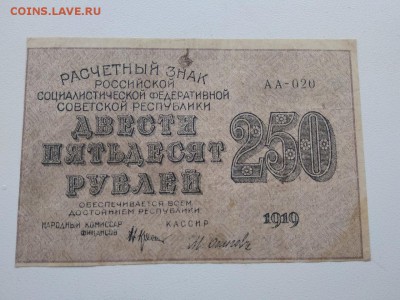 COINS.LAVE.RU
РАСЧЕТНЫЙ ЗНАК
РОССИЙСКОЙ
СОЦИАЛИСТИЧЕСКОЙ ФЕДЕРАТИВНОЙ
СОВЕТСКОЙ РЕСПУБЛИКИ
АА-020
ДВЕСТИ
ПЯТЬДЕСЯТ
РУБЛЕЙ
250
ОБЕСПЕЧИВАЕТСЯ ВСЕМ
ДОСТОЯНИЕМ РЕСПУБЛИКИ
1919
НАРОДНЫЙ КОМИССАР
ФИНАНСОВ
КАССИР